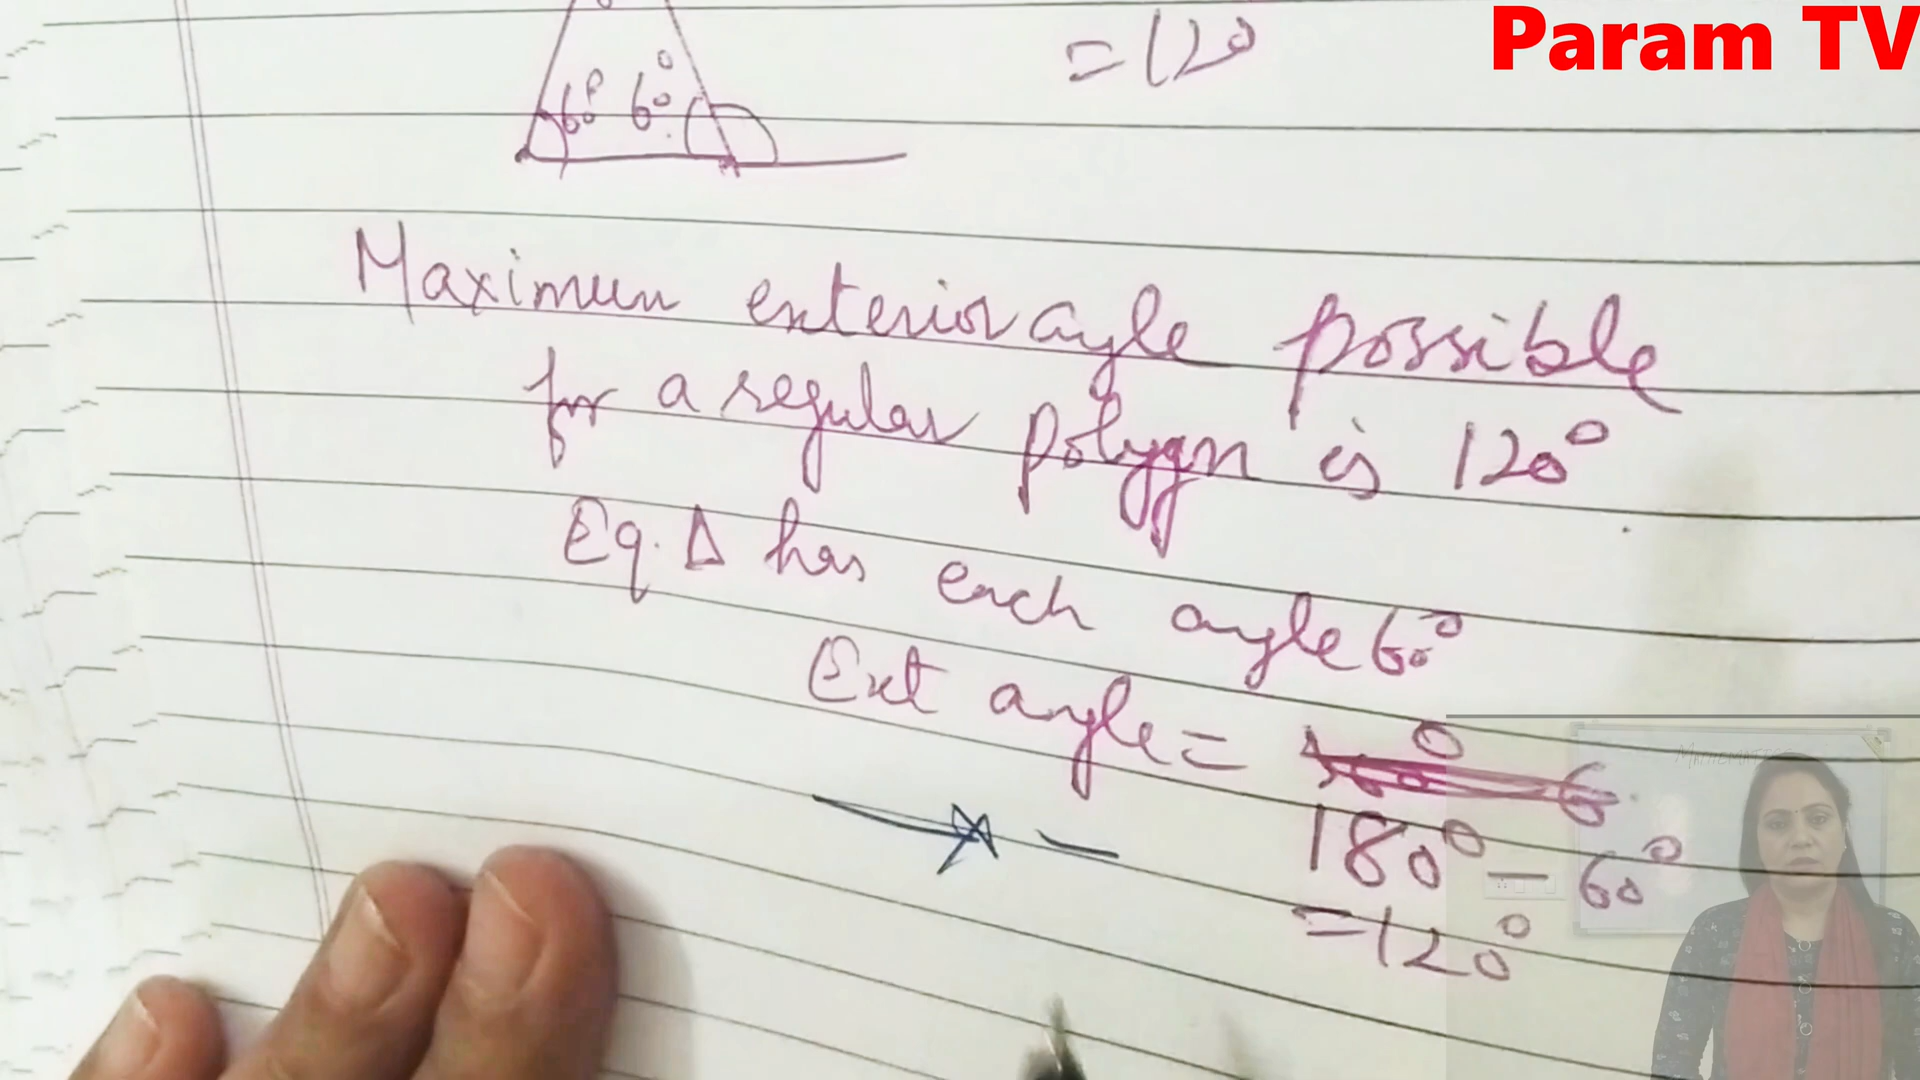 Param TV
= 120
60° 60°
Maximum exterior angle possible
for a regular polygon is 120°
Eq. Δ has each angle 60°
Ext angle =
180° - 60°
= 120°
MATHEMATICS